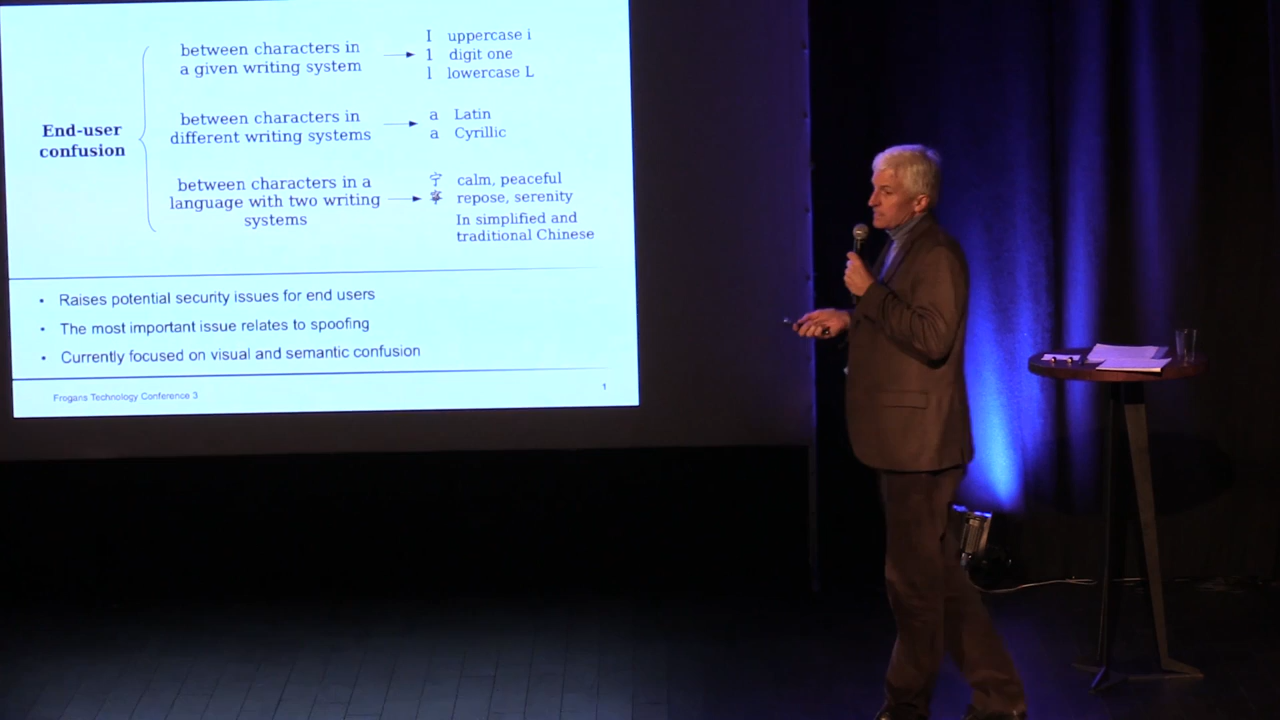 End-user
confusion
between characters in
a given writing system
I uppercase i
1 digit one
l lowercase L
between characters in
different writing systems
a Latin
а Cyrillic
between characters in a
language with two writing
systems
宁 calm, peaceful
repose, serenity
In simplified and
traditional Chinese
• Raises potential security issues for end users
• The most important issue relates to spoofing
• Currently focused on visual and semantic confusion
Frogans Technology Conference 3
1